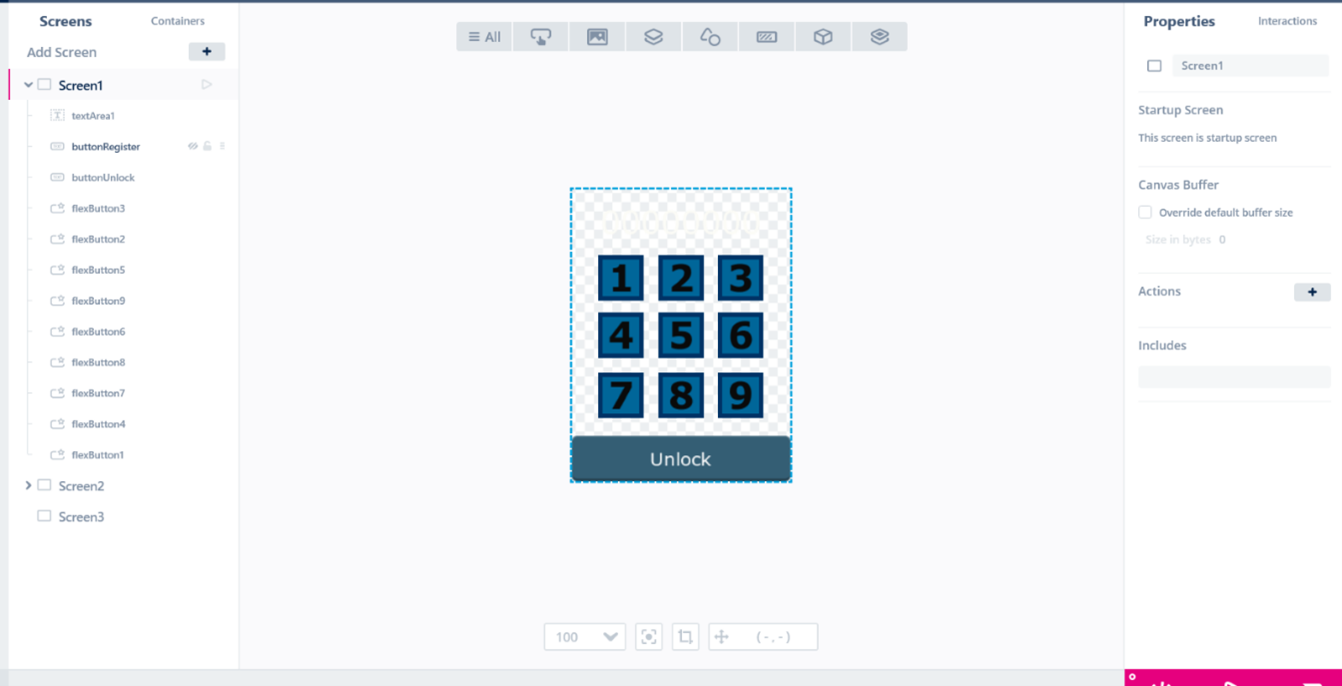 Screens
Containers
Add Screen
Screen1
textArea1
buttonRegister
buttonUnlock
flexButton3
flexButton2
flexButton5
flexButton9
flexButton6
flexButton8
flexButton7
flexButton4
flexButton1
Screen2
Screen3
All
1 2 3
4 5 6
7 8 9
Unlock
100
( - , - )
Properties
Interactions
Screen1
Startup Screen
This screen is startup screen
Canvas Buffer
Override default buffer size
Size in bytes 0
Actions
Includes